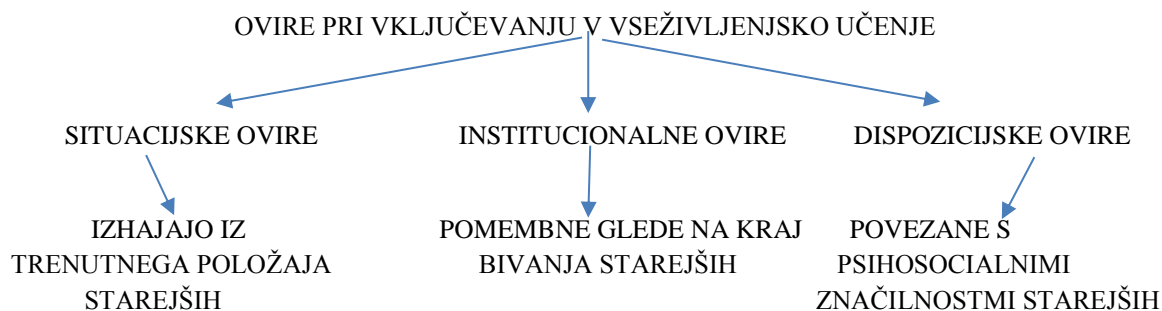 OVIRE PRI VKLJUČEVANJU V VSEŽIVLJENJSKO UČENJE
SITUACIJSKE OVIRE
INSTITUCIONALNE OVIRE
DISPOZICIJSKE OVIRE
IZHAJAJO IZ
TRENUTNEGA POLOŽAJA
STAREJŠIH
POMEMBNE GLEDE NA KRAJ
BIVANJA STAREJŠIH
POVEZANE S
PSIHOSOCIALNIMI
ZNAČILNOSTMI STAREJŠIH